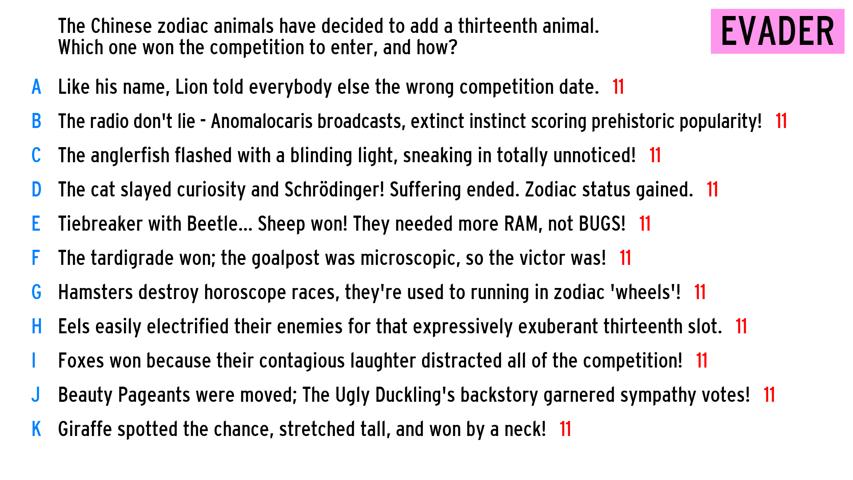 The Chinese zodiac animals have decided to add a thirteenth animal.
Which one won the competition to enter, and how?
EVADER
A Like his name, Lion told everybody else the wrong competition date. 11
B The radio don't lie - Anomalocaris broadcasts, extinct instinct scoring prehistoric popularity! 11
C The anglerfish flashed with a blinding light, sneaking in totally unnoticed! 11
D The cat slayed curiosity and Schrödinger! Suffering ended. Zodiac status gained. 11
E Tiebreaker with Beetle... Sheep won! They needed more RAM, not BUGS! 11
F The tardigrade won; the goalpost was microscopic, so the victor was! 11
G Hamsters destroy horoscope races, they're used to running in zodiac 'wheels'! 11
H Eels easily electrified their enemies for that expressively exuberant thirteenth slot. 11
I Foxes won because their contagious laughter distracted all of the competition! 11
J Beauty Pageants were moved; The Ugly Duckling's backstory garnered sympathy votes! 11
K Giraffe spotted the chance, stretched tall, and won by a neck! 11